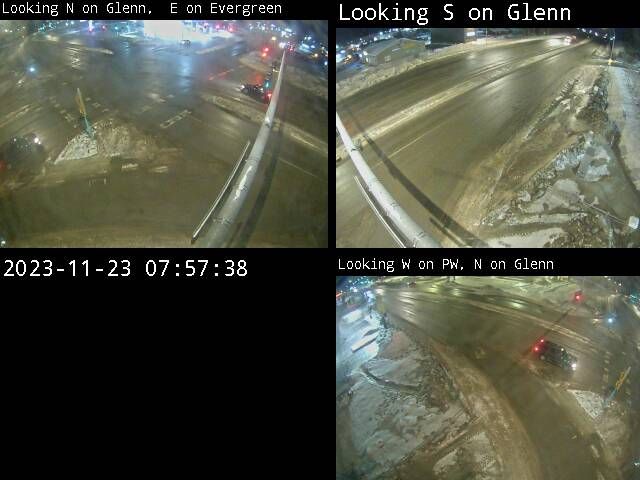 Looking N on Glenn, E on Evergreen
Looking S on Glenn
2023-11-23 07:57:38
Looking W on PW, N on Glenn